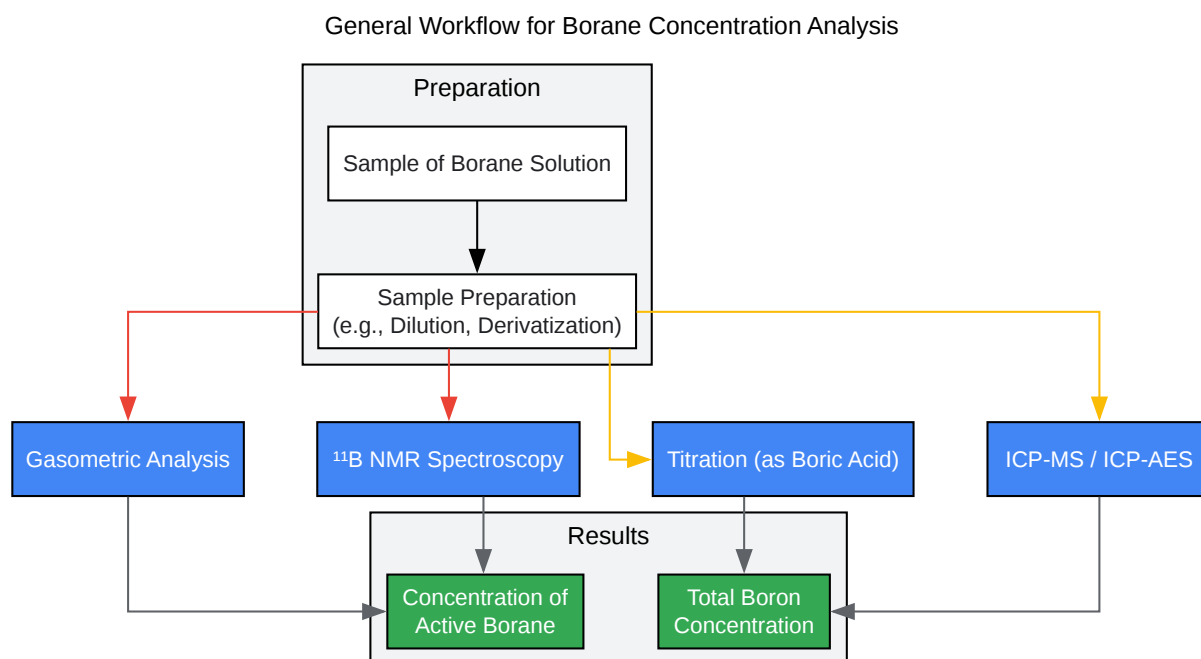 General Workflow for Borane Concentration Analysis
Preparation
Sample of Borane Solution
Sample Preparation
(e.g., Dilution, Derivatization)
Gasometric Analysis
¹¹B NMR Spectroscopy
Titration (as Boric Acid)
ICP-MS / ICP-AES
Results
Concentration of
Active Borane
Total Boron
Concentration